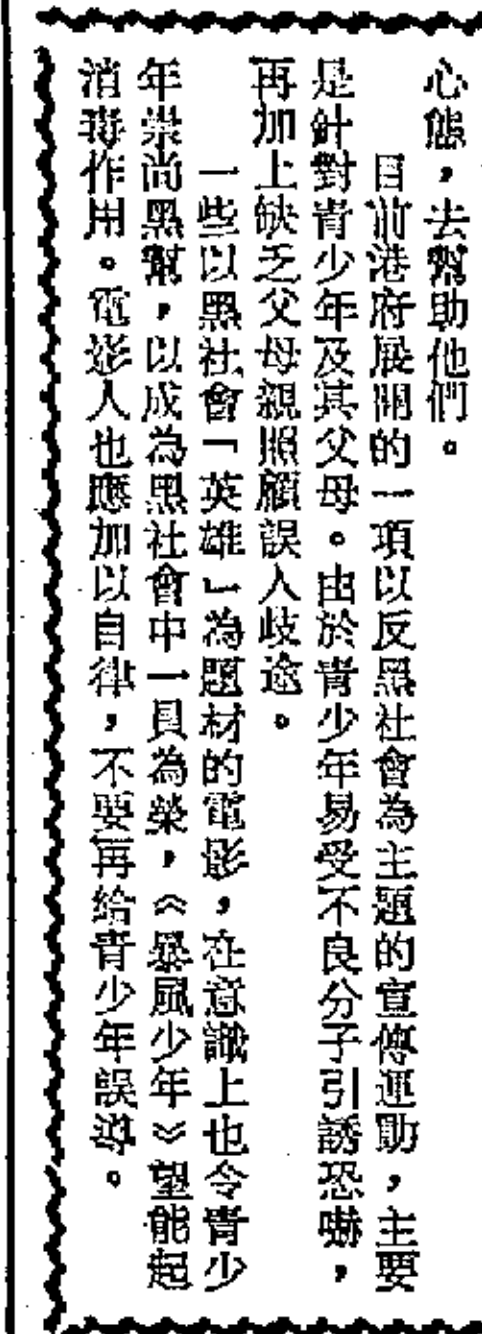 心態，去幫助他們。
目前港府展開的一項以反黑社會為主題的宣傳運動，主要
是針對青少年及其父母。由於青少年易受不良分子引誘恐嚇，
再加上缺乏父母親照顧誤入歧途。
一些以黑社會「英雄」為題材的電影，在意識上也令青少
年崇尚黑幫，以成為黑社會中一員為榮，《暴風少年》望能起
消毒作用。電影人也應加以自律，不要再给青少年誤導。